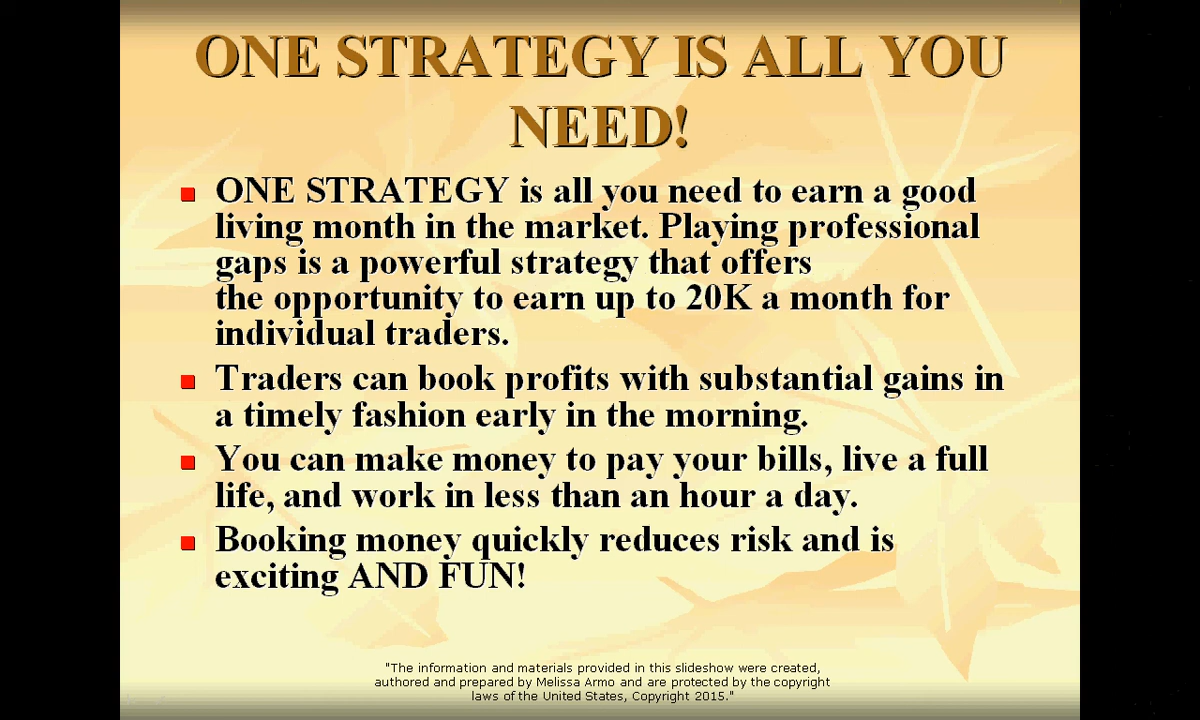 ONE STRATEGY IS ALL YOU
NEED!
ONE STRATEGY is all you need to earn a good
living month in the market. Playing professional
gaps is a powerful strategy that offers
the opportunity to earn up to 20K a month for
individual traders.
Traders can book profits with substantial gains in
a timely fashion early in the morning.
You can make money to pay your bills, live a full
life, and work in less than an hour a day.
Booking money quickly reduces risk and is
exciting AND FUN!
"The information and materials provided in this slideshow were created,
authored and prepared by Melissa Armo and are protected by the copyright
laws of the United States, Copyright 2015."